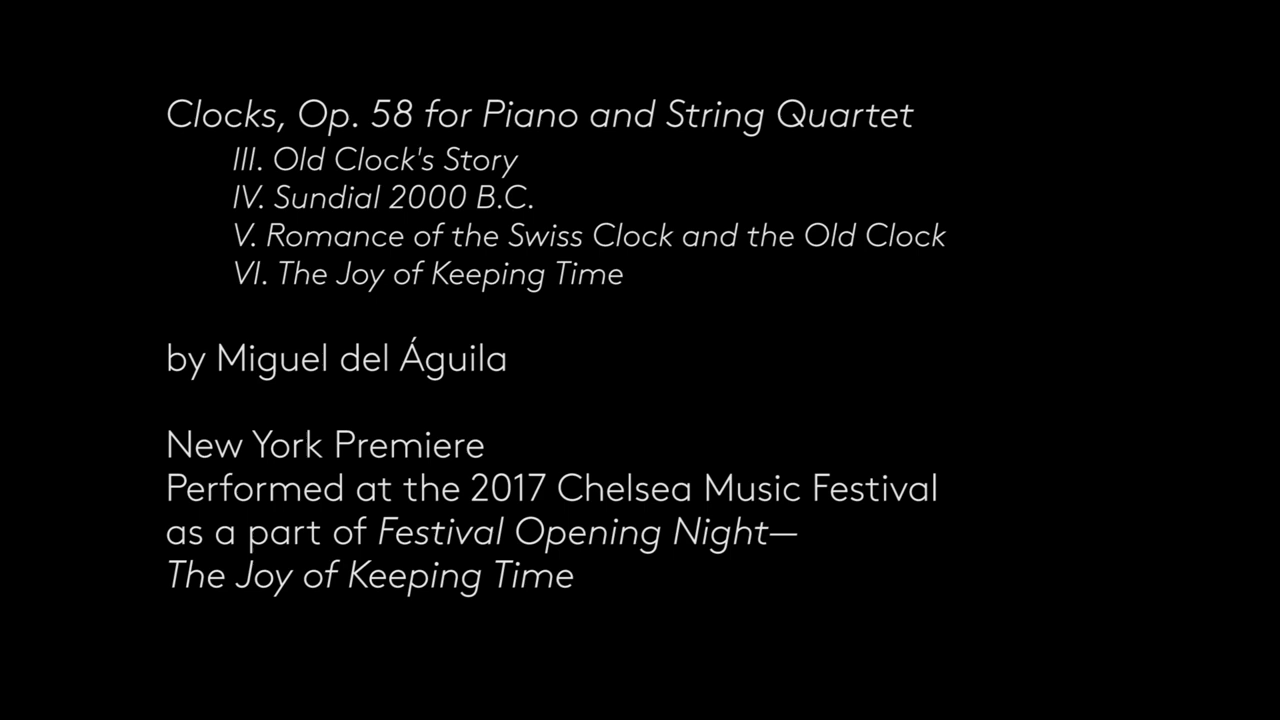 Clocks, Op. 58 for Piano and String Quartet
III. Old Clock's Story
IV. Sundial 2000 B.C.
V. Romance of the Swiss Clock and the Old Clock
VI. The Joy of Keeping Time
by Miguel del Águila
New York Premiere
Performed at the 2017 Chelsea Music Festival
as a part of Festival Opening Night—
The Joy of Keeping Time